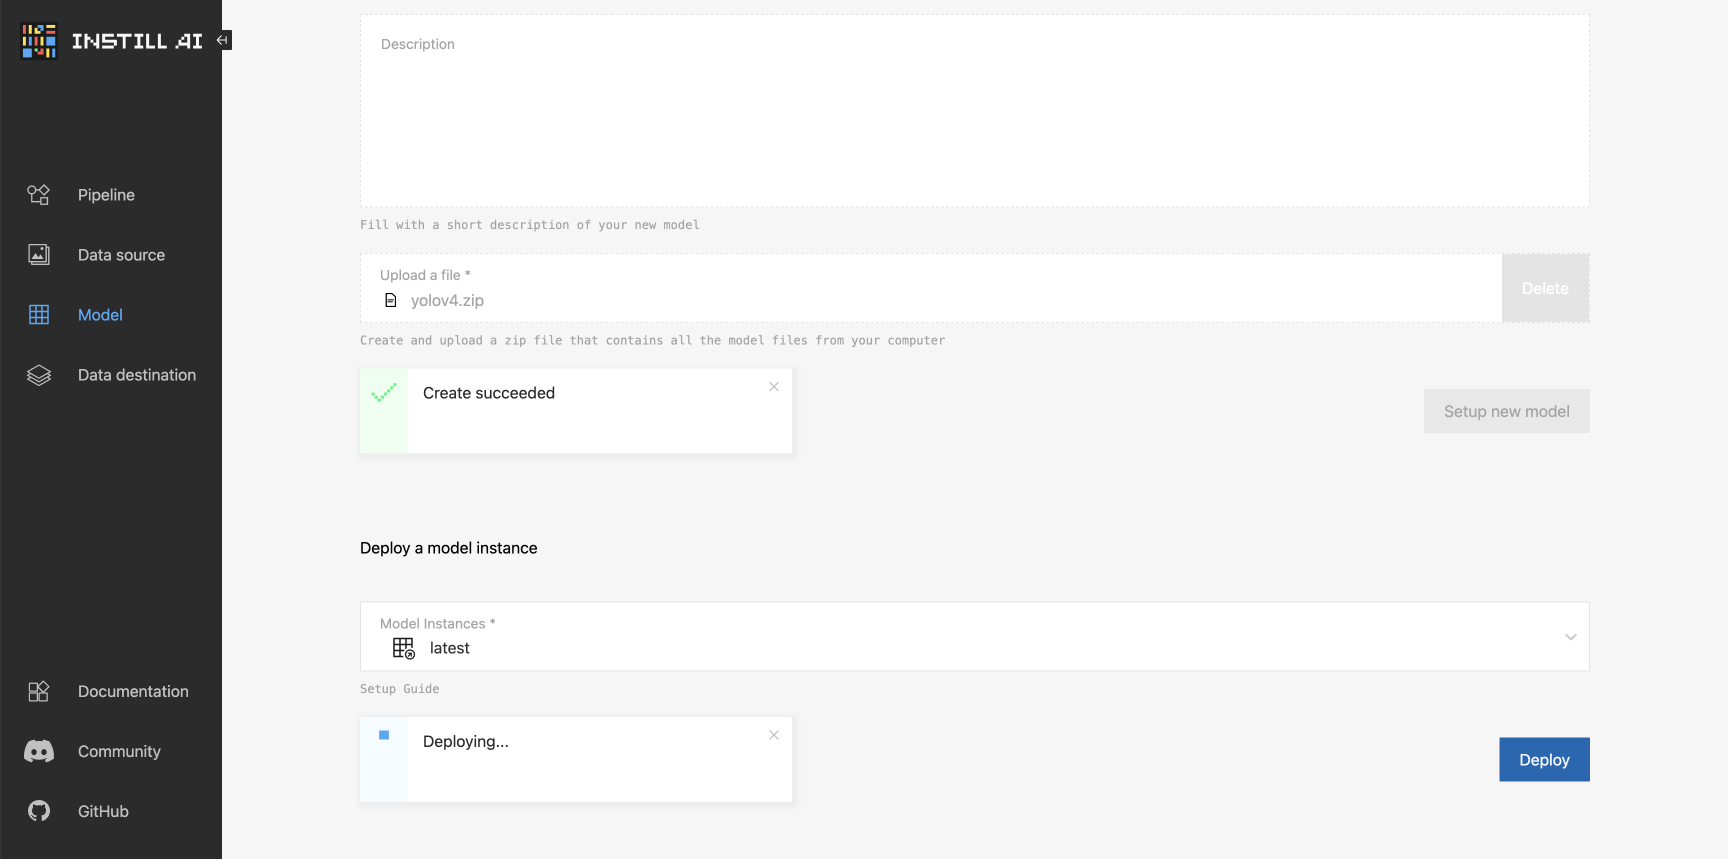 INSTILL AI
Pipeline
Data source
Model
Data destination
Documentation
Community
GitHub
Description
Fill with a short description of your new model
Upload a file *
yolov4.zip
Delete
Create and upload a zip file that contains all the model files from your computer
Create succeeded
Setup new model
Deploy a model instance
Model Instances *
latest
Setup Guide
Deploying...
Deploy